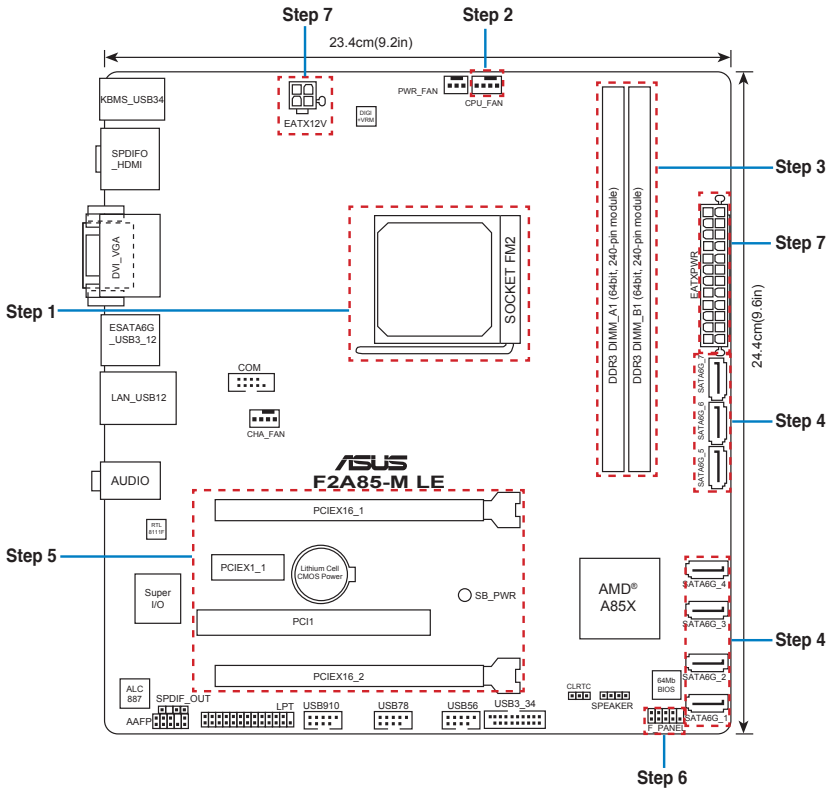 Step 7
Step 2
23.4cm(9.2in)
KBMS_USB34
EATX12V
DIGI
+VRM
PWR_FAN
CPU_FAN
SPDIFO
_HDMI
Step 3
DVI_VGA
SOCKET FM2
DDR3 DIMM_A1 (64bit, 240-pin module)
DDR3 DIMM_B1 (64bit, 240-pin module)
EATXPWR
Step 7
24.4cm(9.6in)
Step 1
ESATA6G
_USB3_12
COM
LAN_USB12
CHA_FAN
SATA6G_7
SATA6G_6
SATA6G_5
Step 4
AUDIO
ASUS
F2A85-M LE
PCIEX16_1
RTL
8111F
Step 5
PCIEX1_1
Lithium Cell
CMOS Power
Super
I/O
SB_PWR
PCI1
AMD®
A85X
SATA6G_4
SATA6G_3
Step 4
PCIEX16_2
SATA6G_2
ALC
887
64Mb
BIOS
SPDIF_OUT
AAFP
LPT
USB910
USB78
USB56
USB3_34
CLRTC
SPEAKER
F_PANEL
SATA6G_1
Step 6